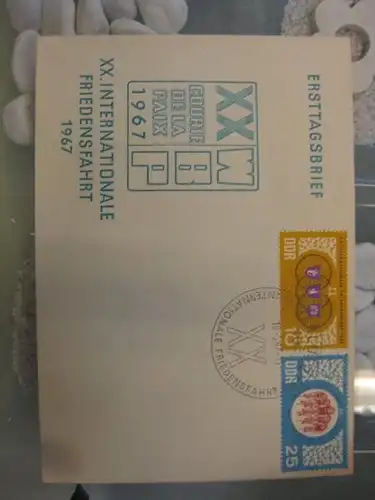 ERSTTAGSBRIEF
XX
W
COURSE
DE LA
PAIX
B
1967
P
XX. INTERNATIONALE
FRIEDENSFAHRT
1967
DDR
10
DDR
25
XX
INTERNATIONALE FRIEDENSFAHRT